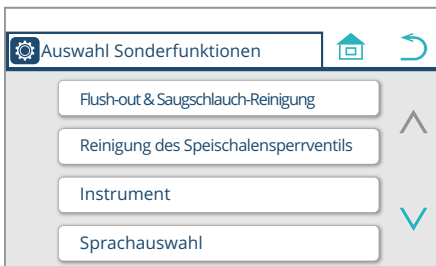 Auswahl Sonderfunktionen
Flush-out & Saugschlauch-Reinigung
Reinigung des Speischalensperrventils
Instrument
Sprachauswahl